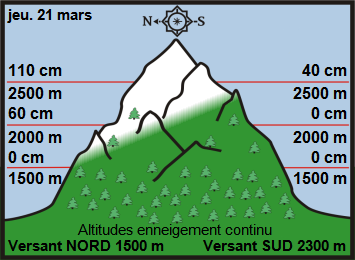 jeu. 21 mars
N S
110 cm 40 cm
2500 m 2500 m
60 cm 0 cm
2000 m 2000 m
0 cm 0 cm
1500 m 1500 m
Altitudes enneigement continu
Versant NORD 1500 m Versant SUD 2300 m